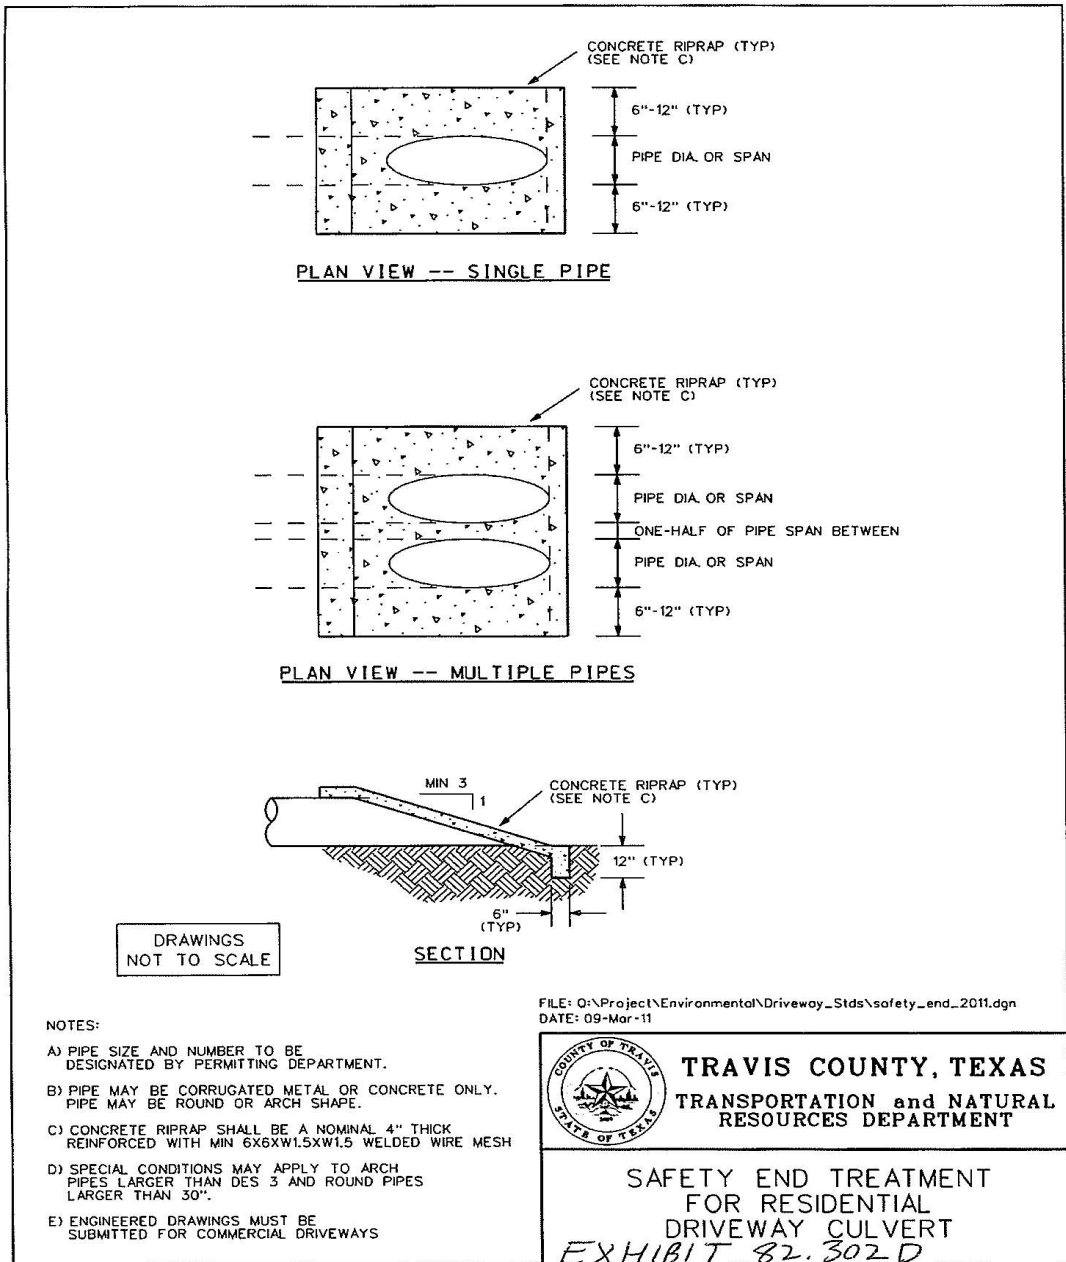 CONCRETE RIPRAP (TYP)
(SEE NOTE C)
6"-12" (TYP)
PIPE DIA. OR SPAN
6"-12" (TYP)
PLAN VIEW -- SINGLE PIPE
CONCRETE RIPRAP (TYP)
(SEE NOTE C)
6"-12" (TYP)
PIPE DIA. OR SPAN
ONE-HALF OF PIPE SPAN BETWEEN
PIPE DIA. OR SPAN
6"-12" (TYP)
PLAN VIEW -- MULTIPLE PIPES
MIN 3
1
CONCRETE RIPRAP (TYP)
(SEE NOTE C)
12" (TYP)
6"
(TYP)
SECTION
DRAWINGS
NOT TO SCALE
NOTES:
A) PIPE SIZE AND NUMBER TO BE
DESIGNATED BY PERMITTING DEPARTMENT.
B) PIPE MAY BE CORRUGATED METAL OR CONCRETE ONLY.
PIPE MAY BE ROUND OR ARCH SHAPE.
C) CONCRETE RIPRAP SHALL BE A NOMINAL 4" THICK
REINFORCED WITH MIN 6X6XW1.5XW1.5 WELDED WIRE MESH
D) SPECIAL CONDITIONS MAY APPLY TO ARCH
PIPES LARGER THAN DES 3 AND ROUND PIPES
LARGER THAN 30".
E) ENGINEERED DRAWINGS MUST BE
SUBMITTED FOR COMMERCIAL DRIVEWAYS
FILE: O:\Project\Environmental\Driveway_Stds\safety_end_2011.dgn
DATE: 09-Mar-11
COUNTY OF TRAVIS
STATE OF TEXAS
TRAVIS COUNTY, TEXAS
TRANSPORTATION and NATURAL
RESOURCES DEPARTMENT
SAFETY END TREATMENT
FOR RESIDENTIAL
DRIVEWAY CULVERT
EXHIBIT 82.302D